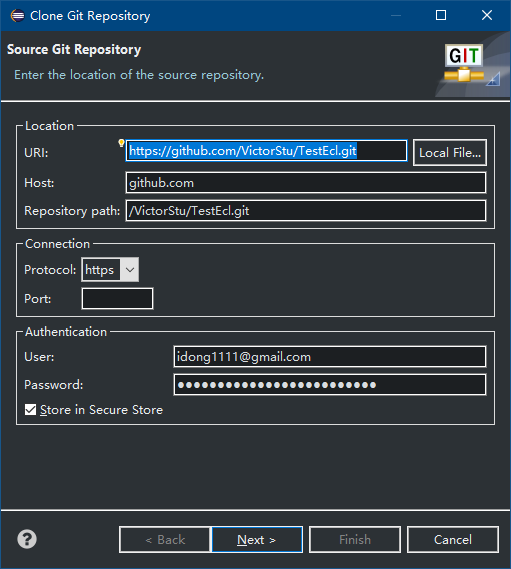 Clone Git Repository
Source Git Repository
Enter the location of the source repository.
GIT
Location
URI: https://github.com/VictorStu/TestEcl.git Local File...
Host: github.com
Repository path: /VictorStu/TestEcl.git
Connection
Protocol: https
Port:
Authentication
User: idong1111@gmail.com
Password: ●●●●●●●●●●●●●●●●●●●●●●●●●
Store in Secure Store
? < Back Next > Finish Cancel